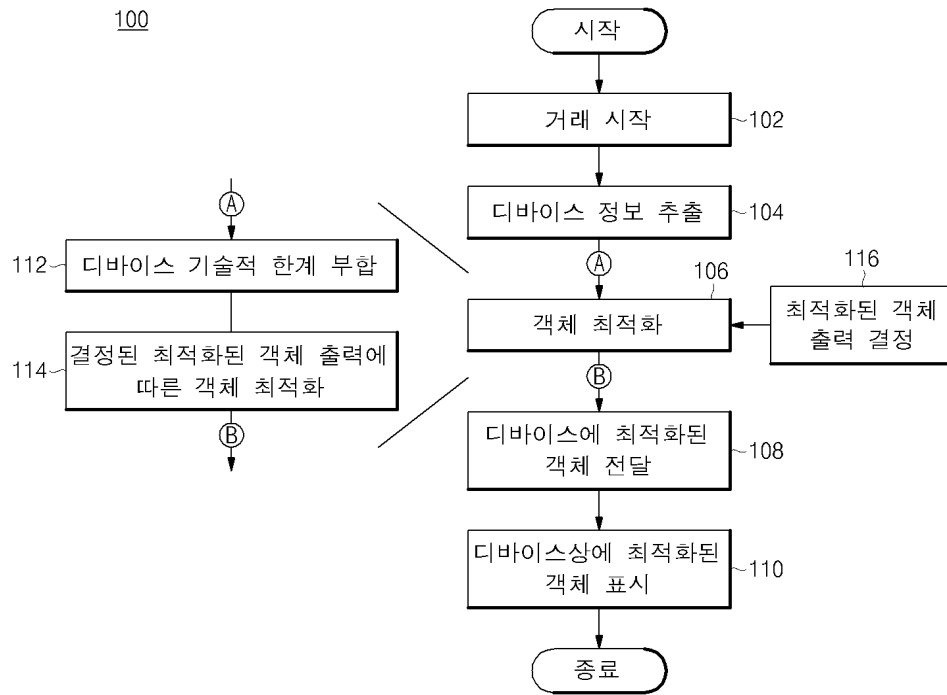 100
시작
거래 시작
102
디바이스 정보 추출
104
A
A
디바이스 기술적 한계 부합
112
106
116
객체 최적화
최적화된 객체
출력 결정
결정된 최적화된 객체 출력에
따른 객체 최적화
114
B
B
디바이스에 최적화된
객체 전달
108
디바이스상에 최적화된
객체 표시
110
종료